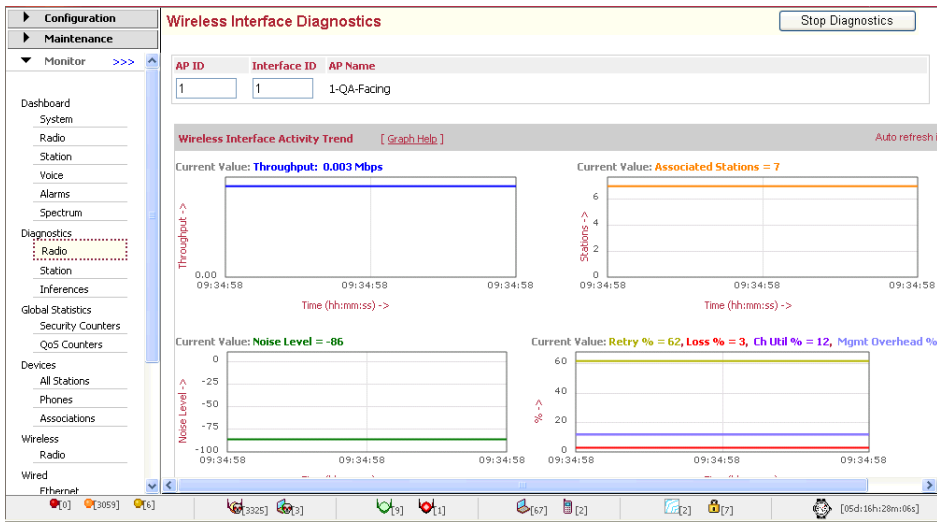 Configuration
Maintenance
Monitor >>>
Dashboard
System
Radio
Station
Voice
Alarms
Spectrum
Diagnostics
Radio
Station
Inferences
Global Statistics
Security Counters
QoS Counters
Devices
All Stations
Phones
Associations
Wireless
Radio
Wired
Ethernet
Wireless Interface Diagnostics
Stop Diagnostics
AP ID Interface ID AP Name
1 1 1-QA-Facing
Wireless Interface Activity Trend [ Graph Help ] Auto refresh i
Current Value: Throughput: 0.003 Mbps
Throughput ->
0.00
09:34:58 09:34:58 09:34:58
Time (hh:mm:ss) ->
Current Value: Associated Stations = 7
Stations ->
6
4
2
0
09:34:58 09:34:58 09:34:58
Time (hh:mm:ss) ->
Current Value: Noise Level = -86
Noise Level ->
0
-25
-50
-75
-100
09:34:58 09:34:58 09:34:58
Current Value: Retry % = 62, Loss % = 3, Ch Util % = 12, Mgmt Overhead %
% ->
60
40
20
0
09:34:58 09:34:58 09:34:58
[0] [3059] [6] [3325] [3] [9] [1] [67] [2] [2] [7] [05d:16h:28m:06s]